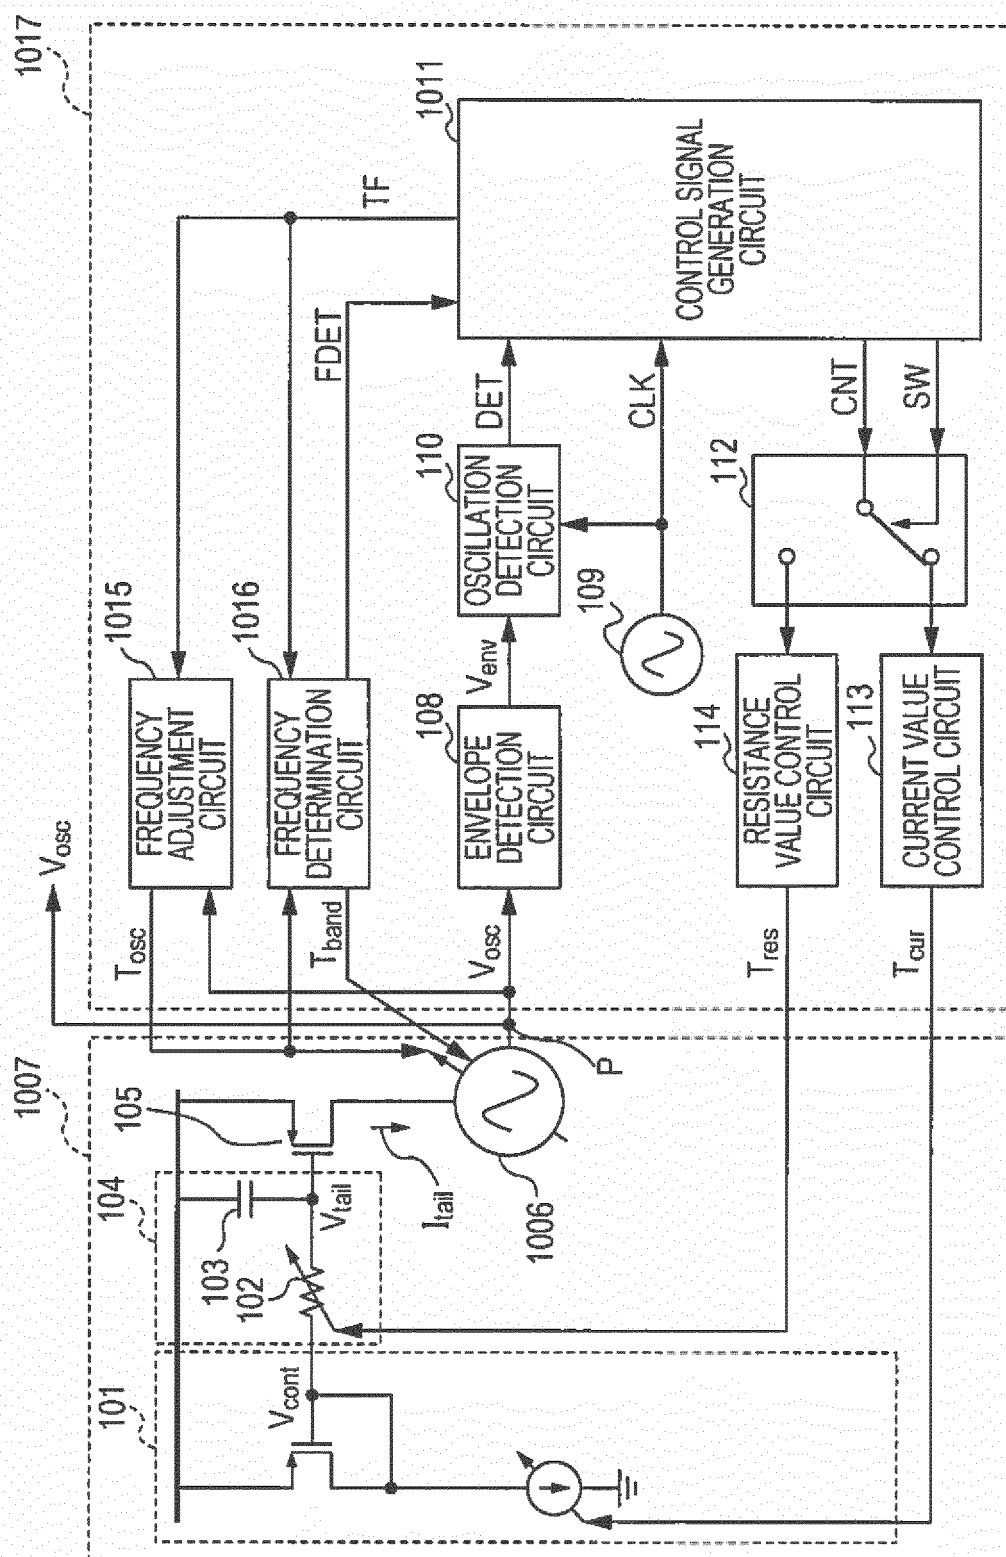 1017
1011
CONTROL SIGNAL
GENERATION
CIRCUIT
TF
FDET
DET
CLK
CNT
SW
110
OSCILLATION
DETECTION
CIRCUIT
112
109
1015
FREQUENCY
ADJUSTMENT
CIRCUIT
1016
FREQUENCY
DETERMINATION
CIRCUIT
Venv
108
ENVELOPE
DETECTION
CIRCUIT
114
RESISTANCE
VALUE CONTROL
CIRCUIT
113
CURRENT VALUE
CONTROL CIRCUIT
Vosc
Tosc
Tband
Vosc
Tres
Tcur
1007
P
105
Itail
1006
104
103
102
Vtail
101
Vcont